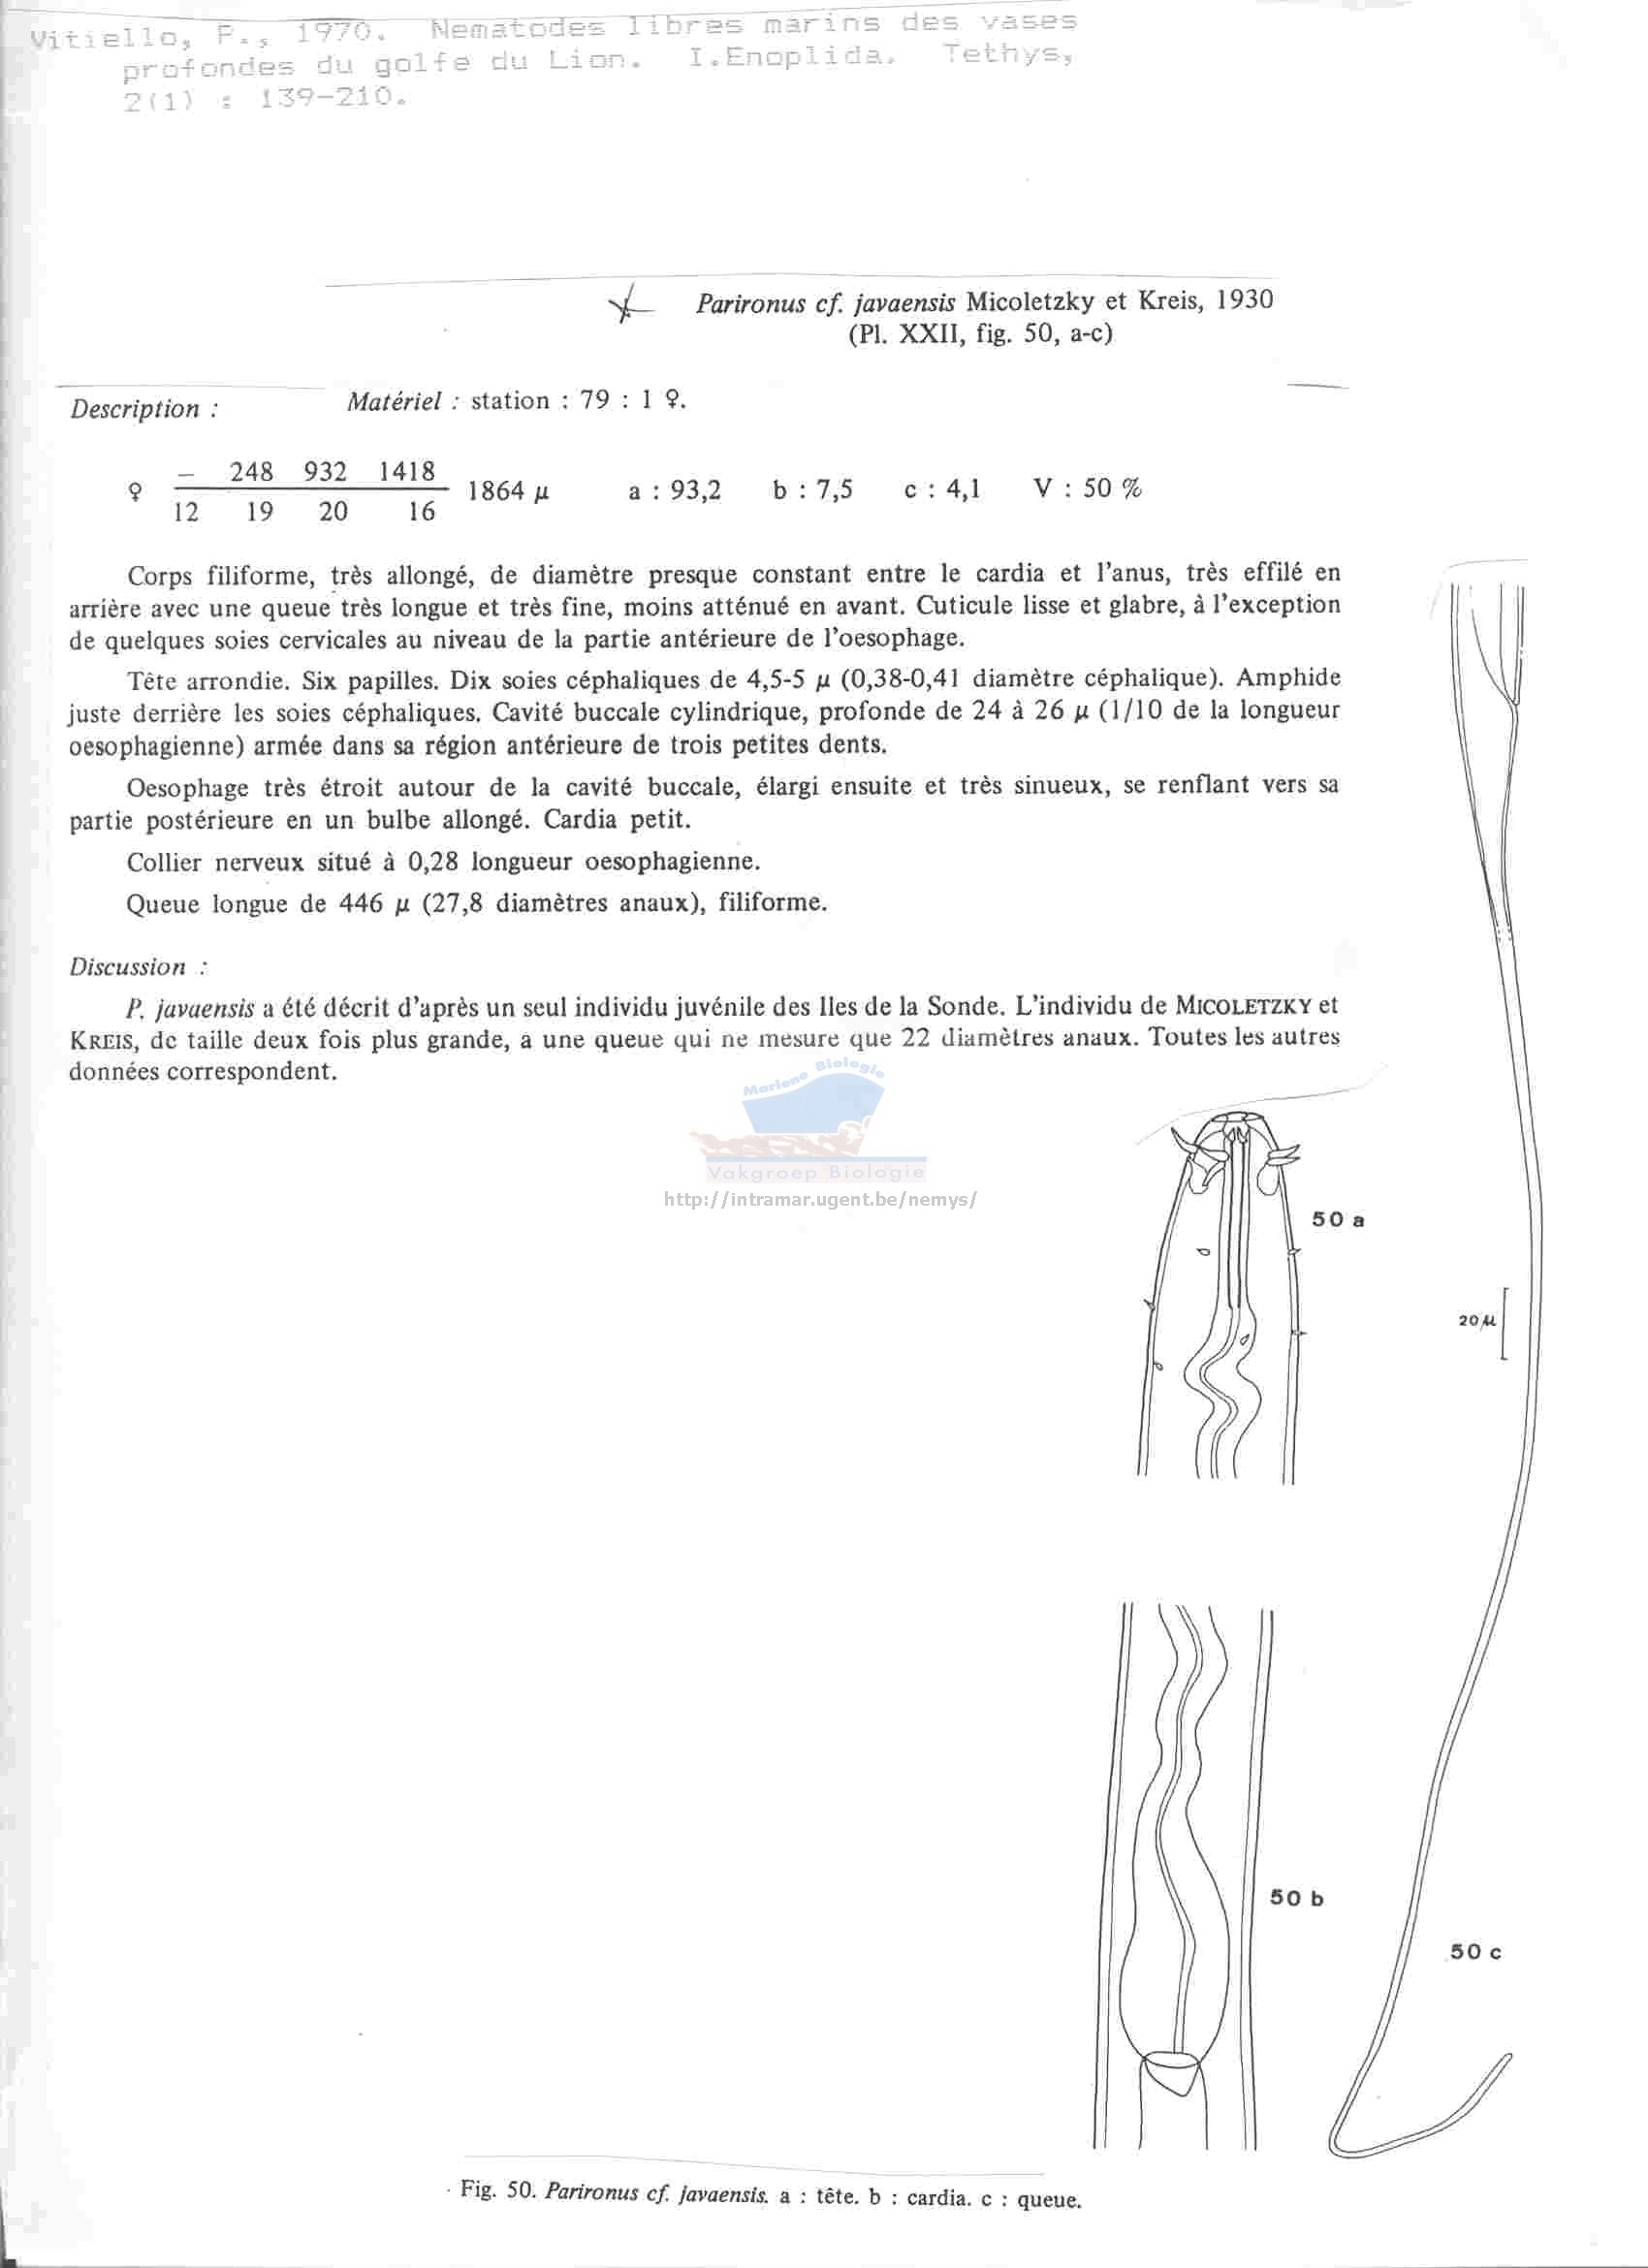 Vitiello, P., 1970. Nematodes libres marins des vases
profondes du golfe du Lion. I.Enoplida. Tethys,
2(1) : 139-210.
Parironus cf. javaensis Micoletzky et Kreis, 1930
(Pl. XXII, fig. 50, a-c)
Description :
Matériel : station : 79 : 1 ♀.
– 248 932 1418
♀ 1864 μ a : 93,2 b : 7,5 c : 4,1 V : 50 %
12 19 20 16
Corps filiforme, très allongé, de diamètre presque constant entre le cardia et l'anus, très effilé en
arrière avec une queue très longue et très fine, moins atténué en avant. Cuticule lisse et glabre, à l'exception
de quelques soies cervicales au niveau de la partie antérieure de l'oesophage.
Tête arrondie. Six papilles. Dix soies céphaliques de 4,5-5 μ (0,38-0,41 diamètre céphalique). Amphide
juste derrière les soies céphaliques. Cavité buccale cylindrique, profonde de 24 à 26 μ (1/10 de la longueur
oesophagienne) armée dans sa région antérieure de trois petites dents.
Oesophage très étroit autour de la cavité buccale, élargi ensuite et très sinueux, se renflant vers sa
partie postérieure en un bulbe allongé. Cardia petit.
Collier nerveux situé à 0,28 longueur oesophagienne.
Queue longue de 446 μ (27,8 diamètres anaux), filiforme.
Discussion :
P. javaensis a été décrit d'après un seul individu juvénile des Iles de la Sonde. L'individu de MICOLETZKY et
KREIS, de taille deux fois plus grande, a une queue qui ne mesure que 22 diamètres anaux. Toutes les autres
données correspondent.
Mariene Biologie
Vakgroep Biologie
http://intramar.ugent.be/nemys/
50 a
20 μ
50 b
50 c
Fig. 50. Parironus cf. javaensis. a : tête. b : cardia. c : queue.